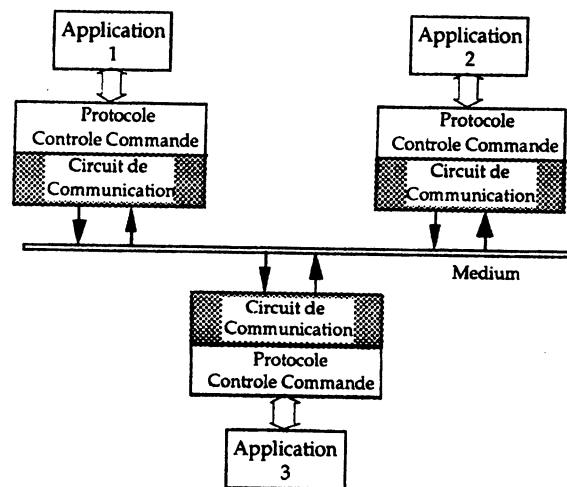 Application
1
Protocole
Controle Commande
Circuit de
Communication
Application
2
Protocole
Controle Commande
Circuit de
Communication
Medium
Circuit de
Communication
Protocole
Controle Commande
Application
3